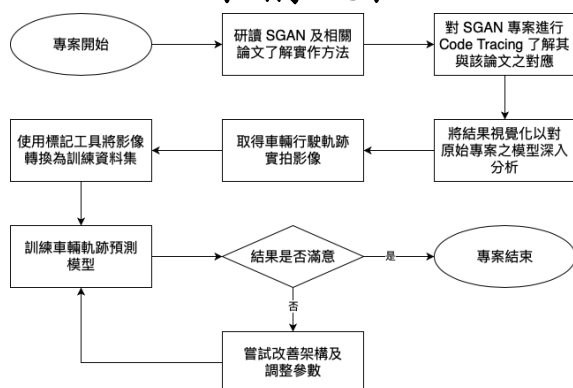 專案開始
研讀 SGAN 及相關
論文了解實作方法
對 SGAN 專案進行
Code Tracing 了解其
與該論文之對應
使用標記工具將影像
轉換為訓練資料集
取得車輛行駛軌跡
實拍影像
將結果視覺化以對
原始專案之模型深入
分析
訓練車輛軌跡預測
模型
結果是否滿意
是
專案結束
否
嘗試改善架構及
調整參數